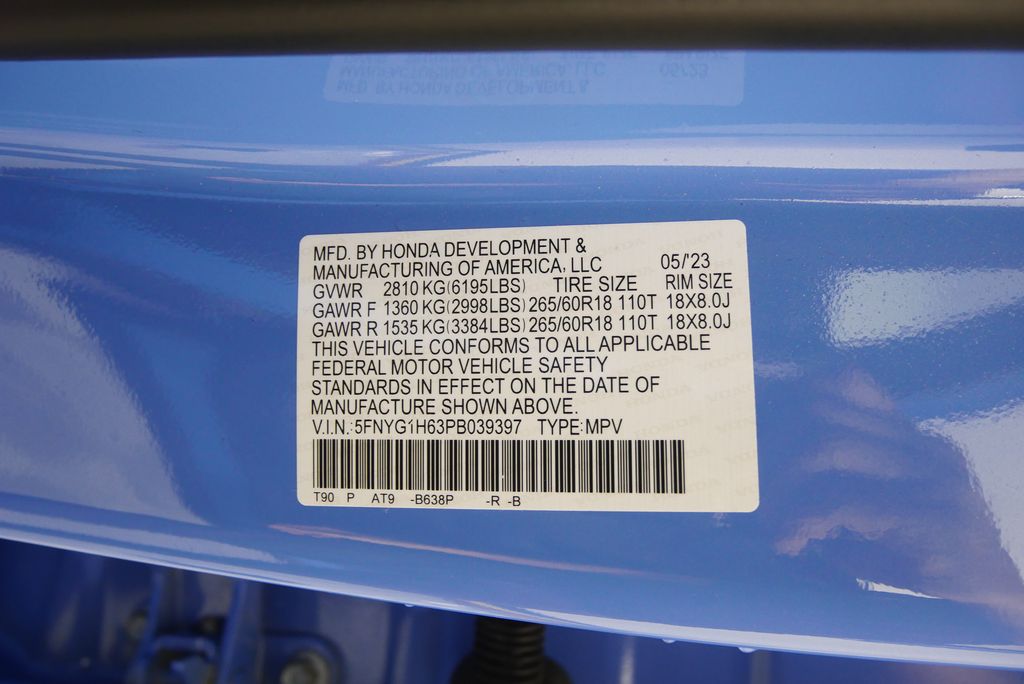 MFD. BY HONDA DEVELOPMENT &
MANUFACTURING OF AMERICA, LLC 05/'23
GVWR 2810 KG(6195LBS) TIRE SIZE RIM SIZE
GAWR F 1360 KG(2998LBS) 265/60R18 110T 18X8.0J
GAWR R 1535 KG(3384LBS) 265/60R18 110T 18X8.0J
THIS VEHICLE CONFORMS TO ALL APPLICABLE
FEDERAL MOTOR VEHICLE SAFETY
STANDARDS IN EFFECT ON THE DATE OF
MANUFACTURE SHOWN ABOVE.
V.I.N.:5FNYG1H63PB039397 TYPE:MPV
T90 P AT9 -B638P -R -B